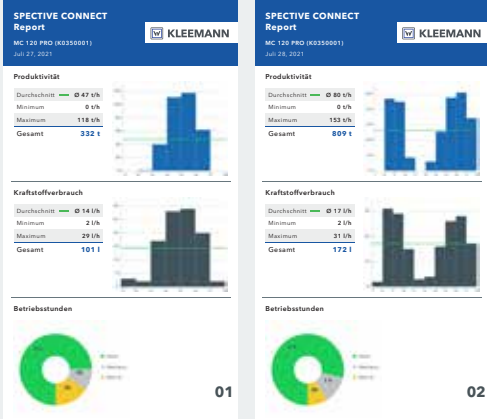 SPECTIVE CONNECT
Report
MC 120 PRO (K0350001)
Juli 27, 2021
KLEEMANN
Produktivität
Durchschnitt Ø 47 t/h
Minimum 0 t/h
Maximum 118 t/h
Gesamt 332 t
Kraftstoffverbrauch
Durchschnitt Ø 14 l/h
Minimum 2 l/h
Maximum 29 l/h
Gesamt 101 l
Betriebsstunden
01
SPECTIVE CONNECT
Report
MC 120 PRO (K0350001)
Juli 28, 2021
KLEEMANN
Produktivität
Durchschnitt Ø 80 t/h
Minimum 0 t/h
Maximum 153 t/h
Gesamt 809 t
Kraftstoffverbrauch
Durchschnitt Ø 17 l/h
Minimum 2 l/h
Maximum 31 l/h
Gesamt 172 l
Betriebsstunden
02